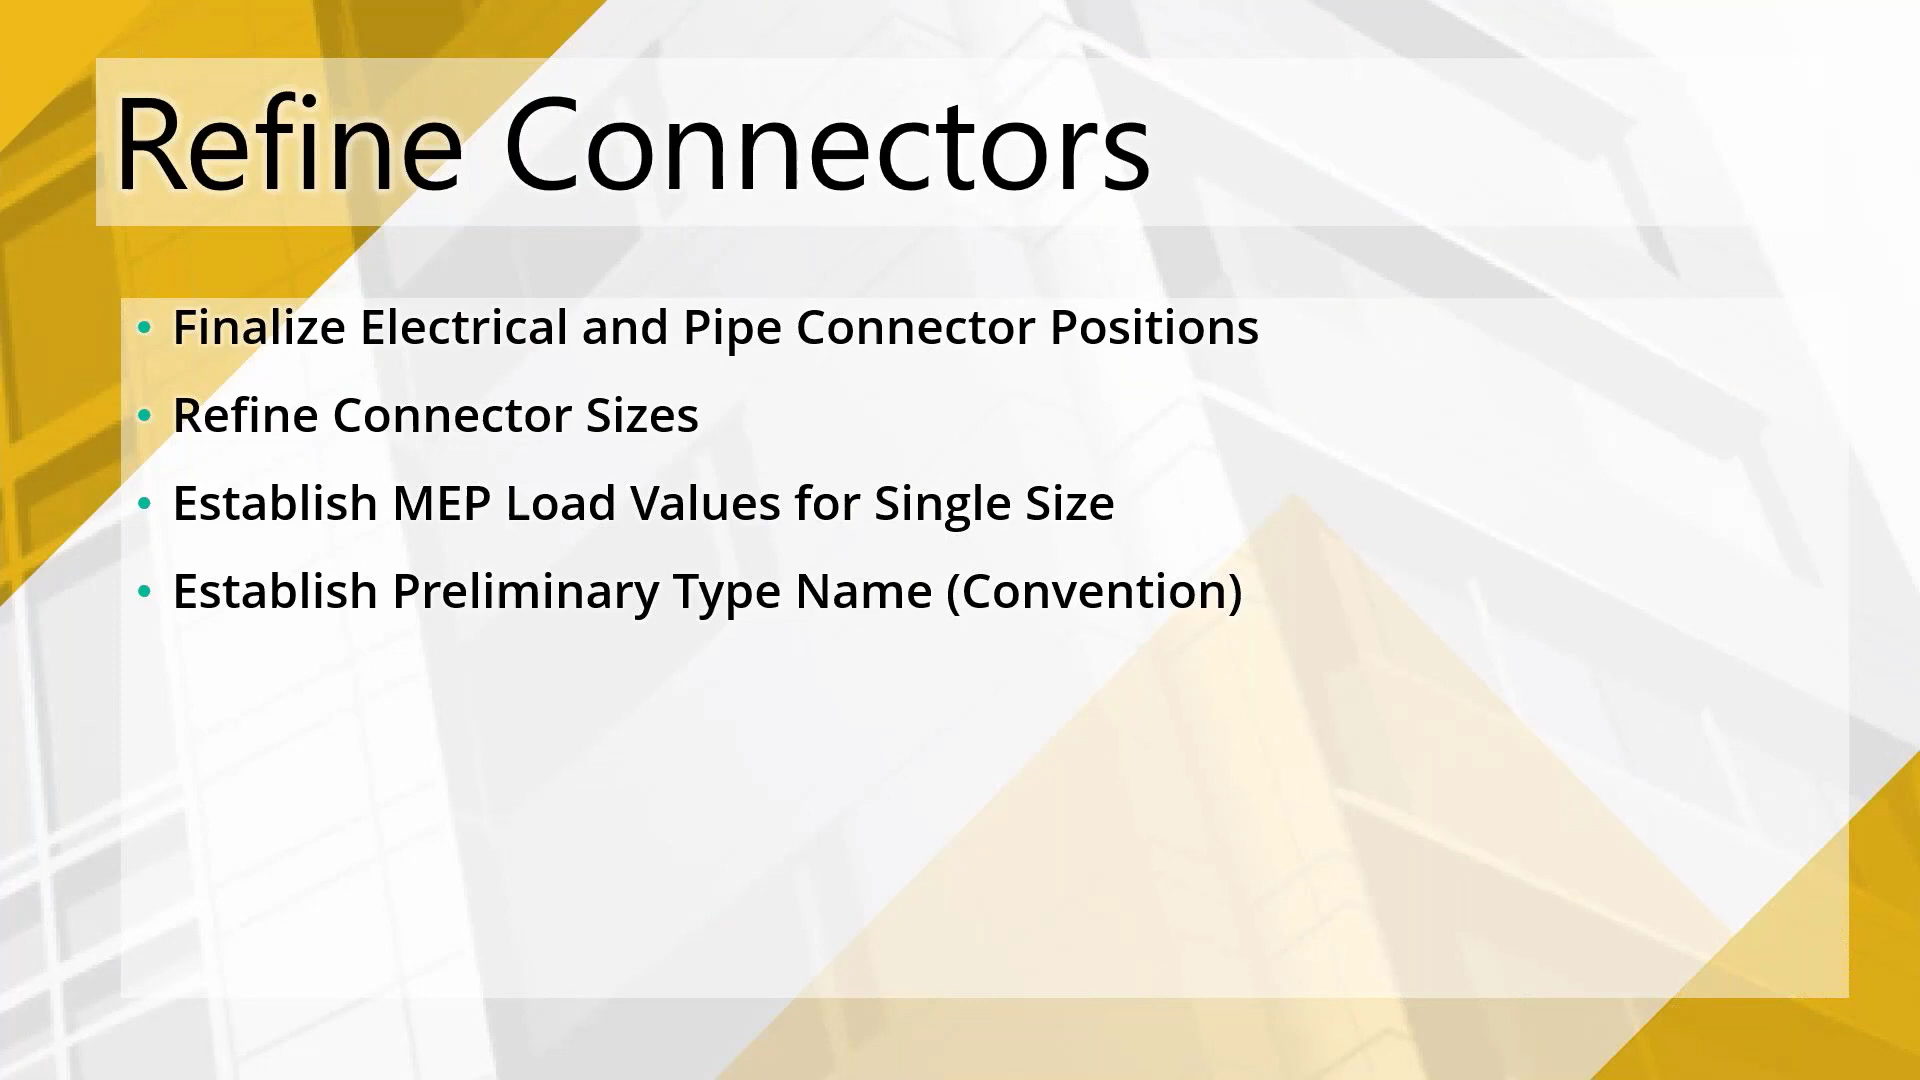 Refine Connectors
• Finalize Electrical and Pipe Connector Positions
• Refine Connector Sizes
• Establish MEP Load Values for Single Size
• Establish Preliminary Type Name (Convention)